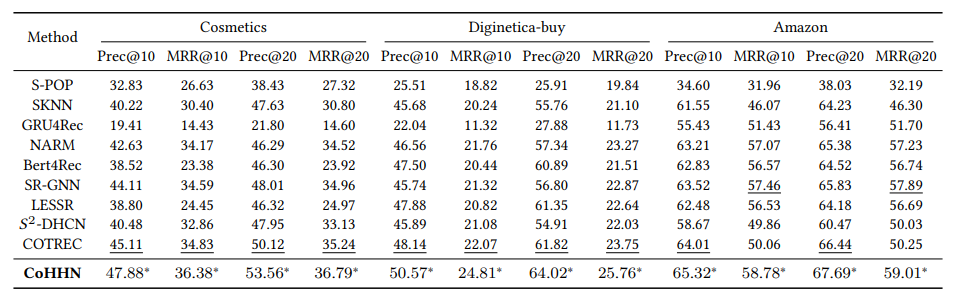 Method Cosmetics Diginetica-buy Amazon
Prec@10 MRR@10 Prec@20 MRR@20 Prec@10 MRR@10 Prec@20 MRR@20 Prec@10 MRR@10 Prec@20 MRR@20
S-POP 32.83 26.63 38.43 27.32 25.51 18.82 25.91 19.84 34.60 31.96 38.03 32.19
SKNN 40.22 30.40 47.63 30.80 45.68 20.24 55.76 21.10 61.55 46.07 64.23 46.30
GRU4Rec 19.41 14.43 21.80 14.60 22.04 11.32 27.88 11.73 55.43 51.43 56.41 51.70
NARM 42.63 34.17 46.29 34.52 46.56 21.76 57.34 23.27 63.21 57.07 65.38 57.23
Bert4Rec 38.52 23.38 46.30 23.92 47.50 20.44 60.89 21.51 62.83 56.57 64.52 56.74
SR-GNN 44.11 34.59 48.01 34.96 45.74 21.32 56.80 22.87 63.52 57.46 65.83 57.89
LESSR 38.80 24.45 46.32 24.97 47.88 20.82 61.35 22.64 62.48 56.53 64.18 56.69
S²-DHCN 40.48 32.86 47.95 33.13 45.89 21.08 54.91 22.03 58.67 49.86 60.47 50.03
COTREC 45.11 34.83 50.12 35.24 48.14 22.07 61.82 23.75 64.01 50.06 66.44 50.25
CoHHN 47.88* 36.38* 53.56* 36.79* 50.57* 24.81* 64.02* 25.76* 65.32* 58.78* 67.69* 59.01*